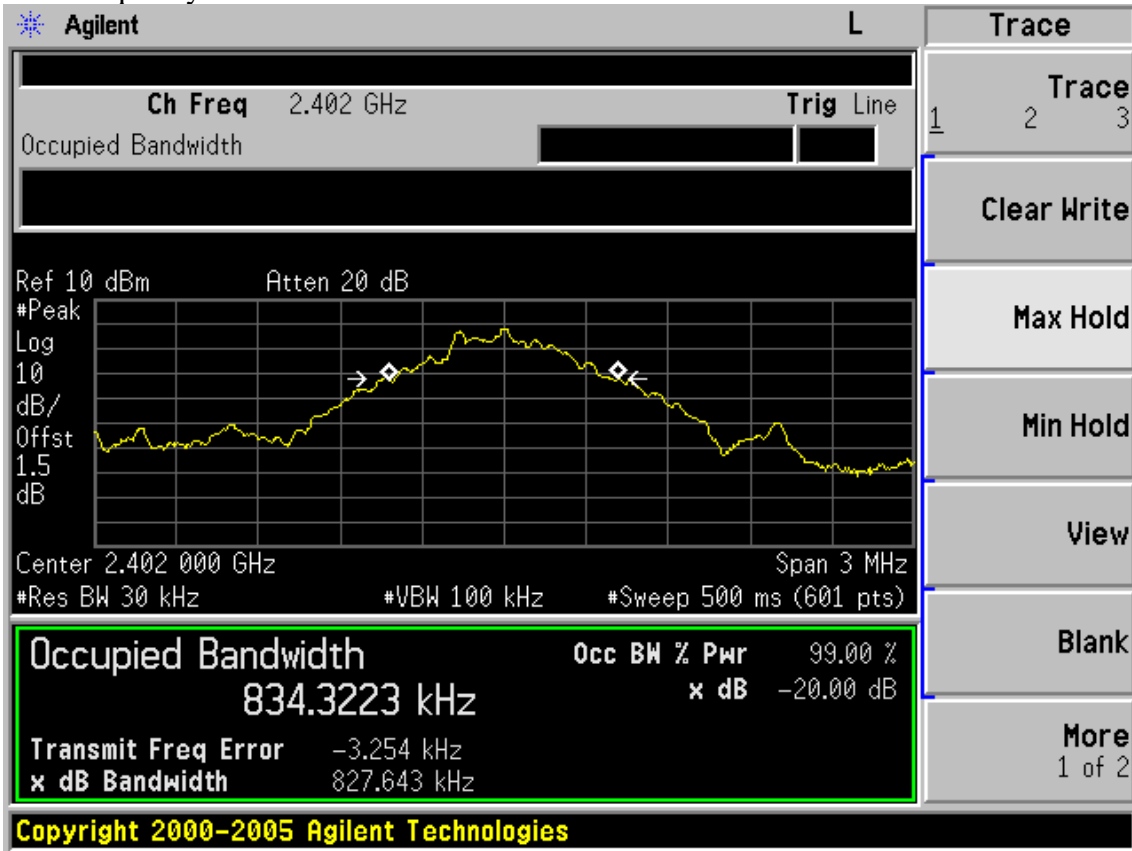 Agilent L Trace
Ch Freq 2.402 GHz Trig Line
Occupied Bandwidth
Trace
1 2 3
Clear Write
Max Hold
Min Hold
View
Blank
More
1 of 2
Ref 10 dBm Atten 20 dB
#Peak
Log
10
dB/
Offst
1.5
dB
Center 2.402 000 GHz Span 3 MHz
#Res BW 30 kHz #VBW 100 kHz #Sweep 500 ms (601 pts)
Occupied Bandwidth Occ BW % Pwr 99.00 %
834.3223 kHz x dB -20.00 dB
Transmit Freq Error -3.254 kHz
x dB Bandwidth 827.643 kHz
Copyright 2000-2005 Agilent Technologies